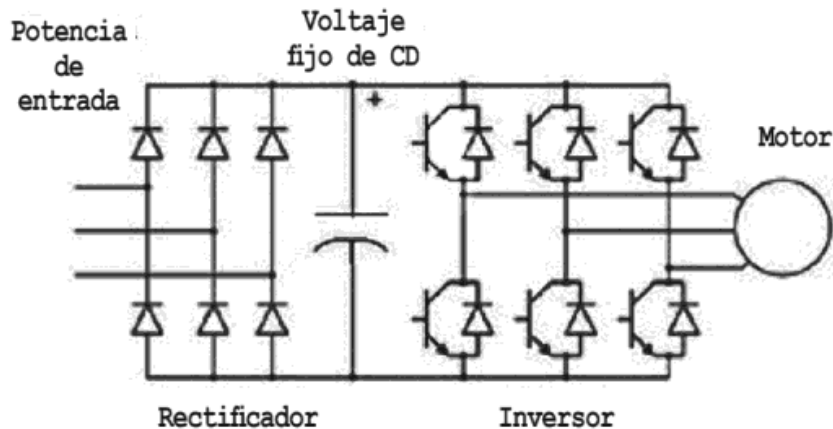 Potencia
de
entrada
Voltaje
fijo de CD
+
Motor
Rectificador
Inversor